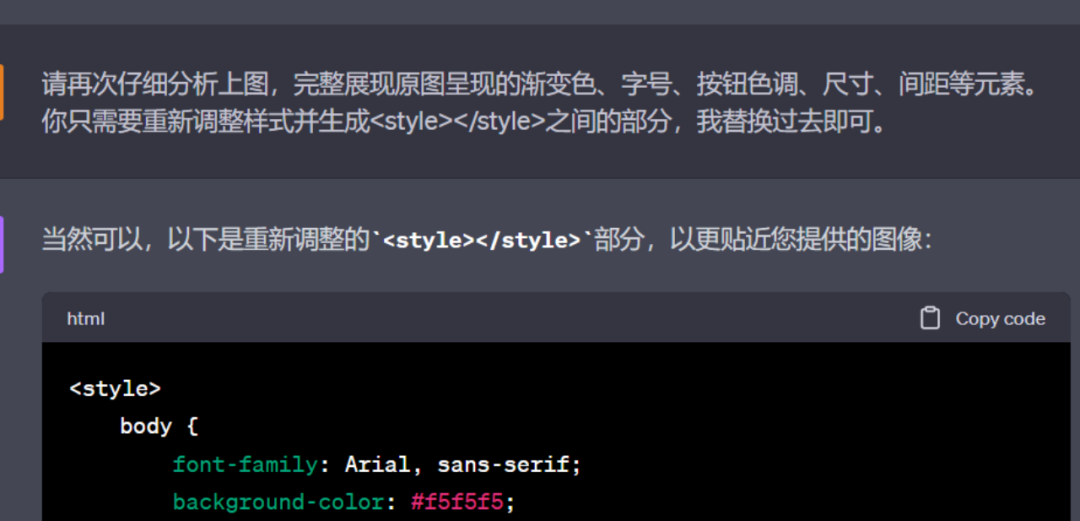 请再次仔细分析上图，完整展现原图呈现的渐变色、字号、按钮色调、尺寸、间距等元素。
你只需要重新调整样式并生成<style></style>之间的部分，我替换过去即可。
当然可以，以下是重新调整的`<style></style>`部分，以更贴近您提供的图像：
html
Copy code
<style>
body {
font-family: Arial, sans-serif;
background-color: #f5f5f5;